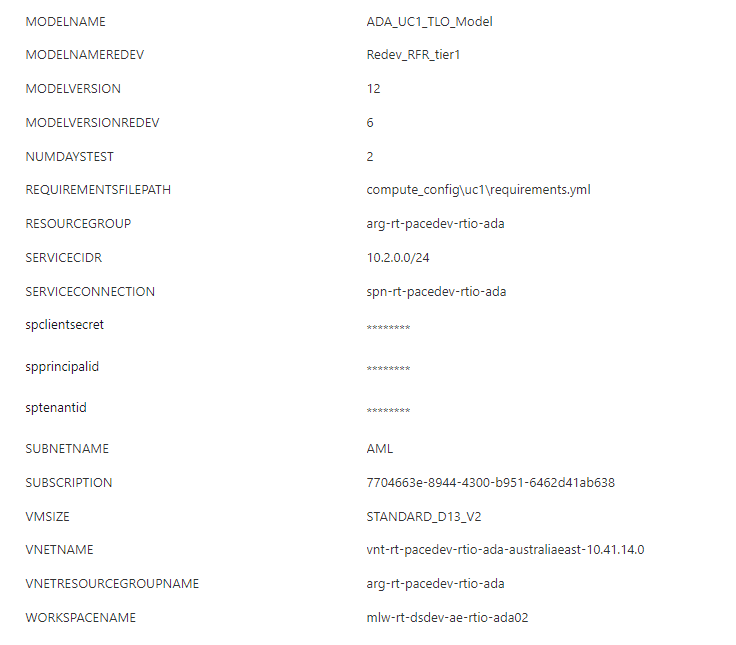 MODELNAME ADA_UC1_TLO_Model
MODELNAMEREDEV Redev_RFR_tier1
MODELVERSION 12
MODELVERSIONREDEV 6
NUMDAYSTEST 2
REQUIREMENTSFILEPATH compute_config\uc1\requirements.yml
RESOURCEGROUP arg-rt-pacedev-rtio-ada
SERVICECIDR 10.2.0.0/24
SERVICECONNECTION spn-rt-pacedev-rtio-ada
spclientsecret ********
spprincipalid ********
sptenantid ********
SUBNETNAME AML
SUBSCRIPTION 7704663e-8944-4300-b951-6462d41ab638
VMSIZE STANDARD_D13_V2
VNETNAME vnt-rt-pacedev-rtio-ada-australiaeast-10.41.14.0
VNETRESOURCEGROUPNAME arg-rt-pacedev-rtio-ada
WORKSPACENAME mlw-rt-dsdev-ae-rtio-ada02